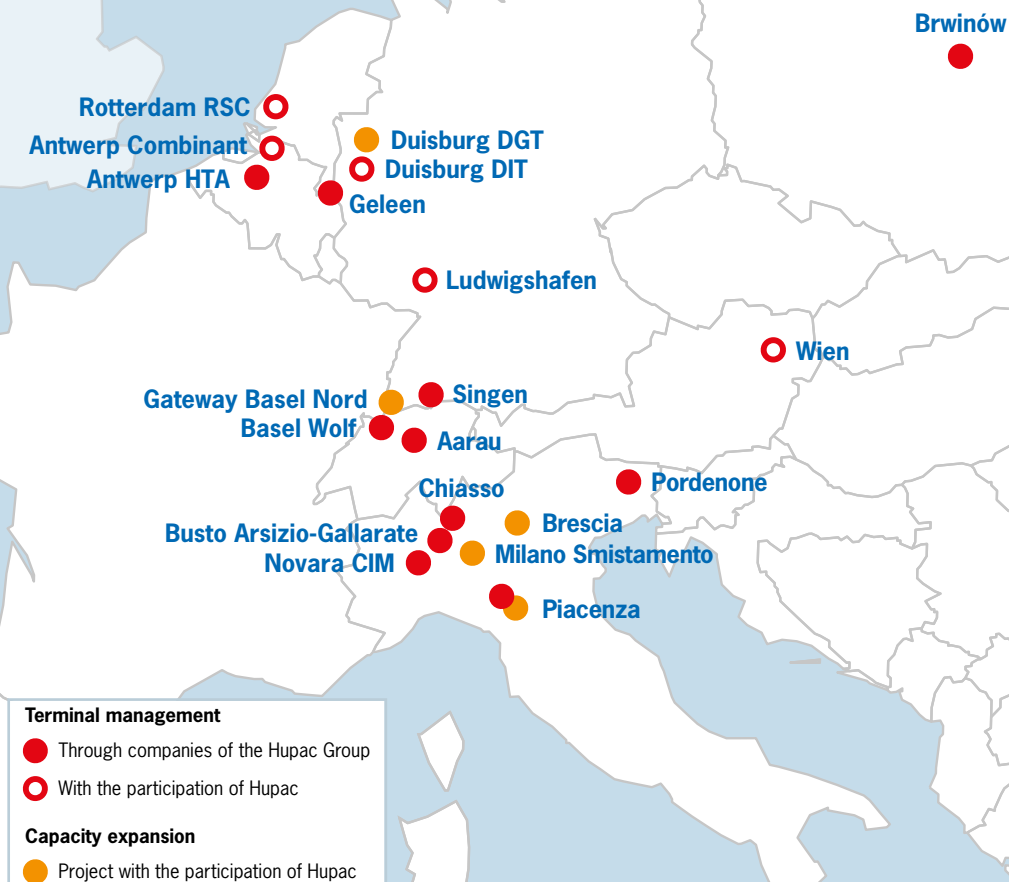 Brwinów
Rotterdam RSC
Antwerp Combinant
Antwerp HTA
Duisburg DGT
Duisburg DIT
Geleen
Ludwigshafen
Wien
Gateway Basel Nord
Singen
Basel Wolf
Aarau
Chiasso
Pordenone
Busto Arsizio-Gallarate
Brescia
Novara CIM
Milano Smistamento
Piacenza
Terminal management
Through companies of the Hupac Group
With the participation of Hupac
Capacity expansion
Project with the participation of Hupac